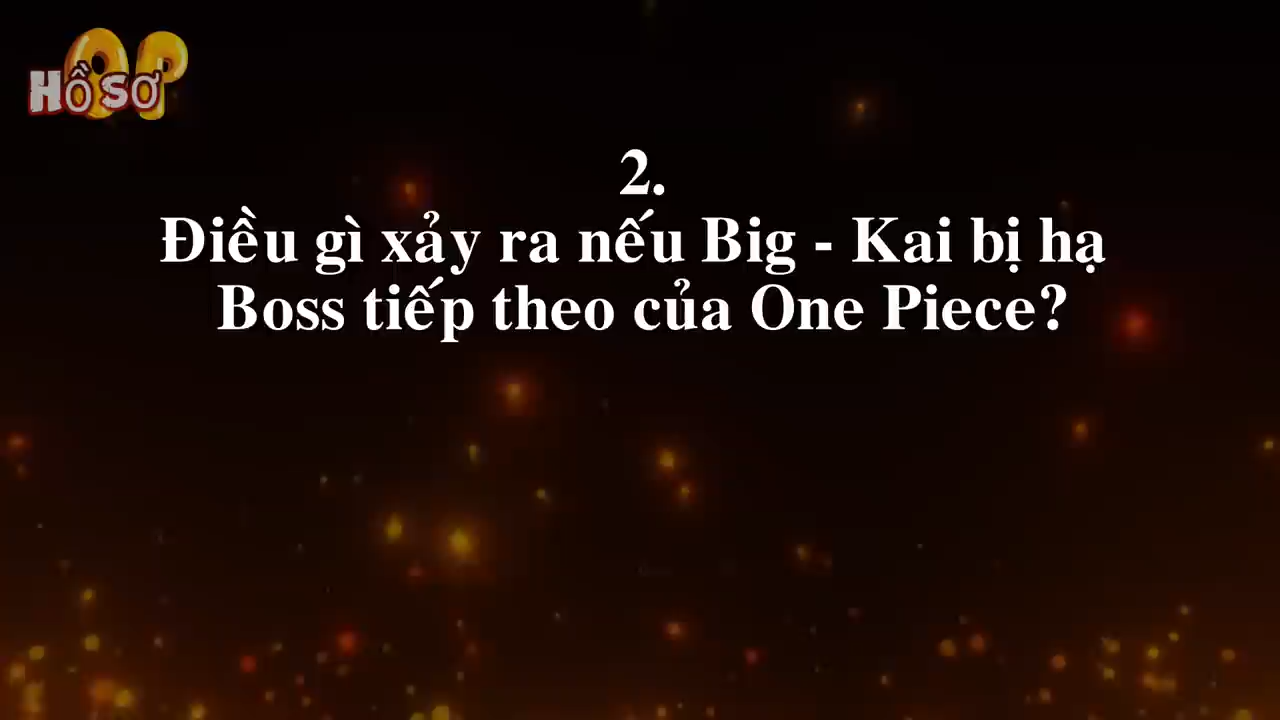 OP
HỒ SƠ
2.
Điều gì xảy ra nếu Big - Kai bị hạ
Boss tiếp theo của One Piece?